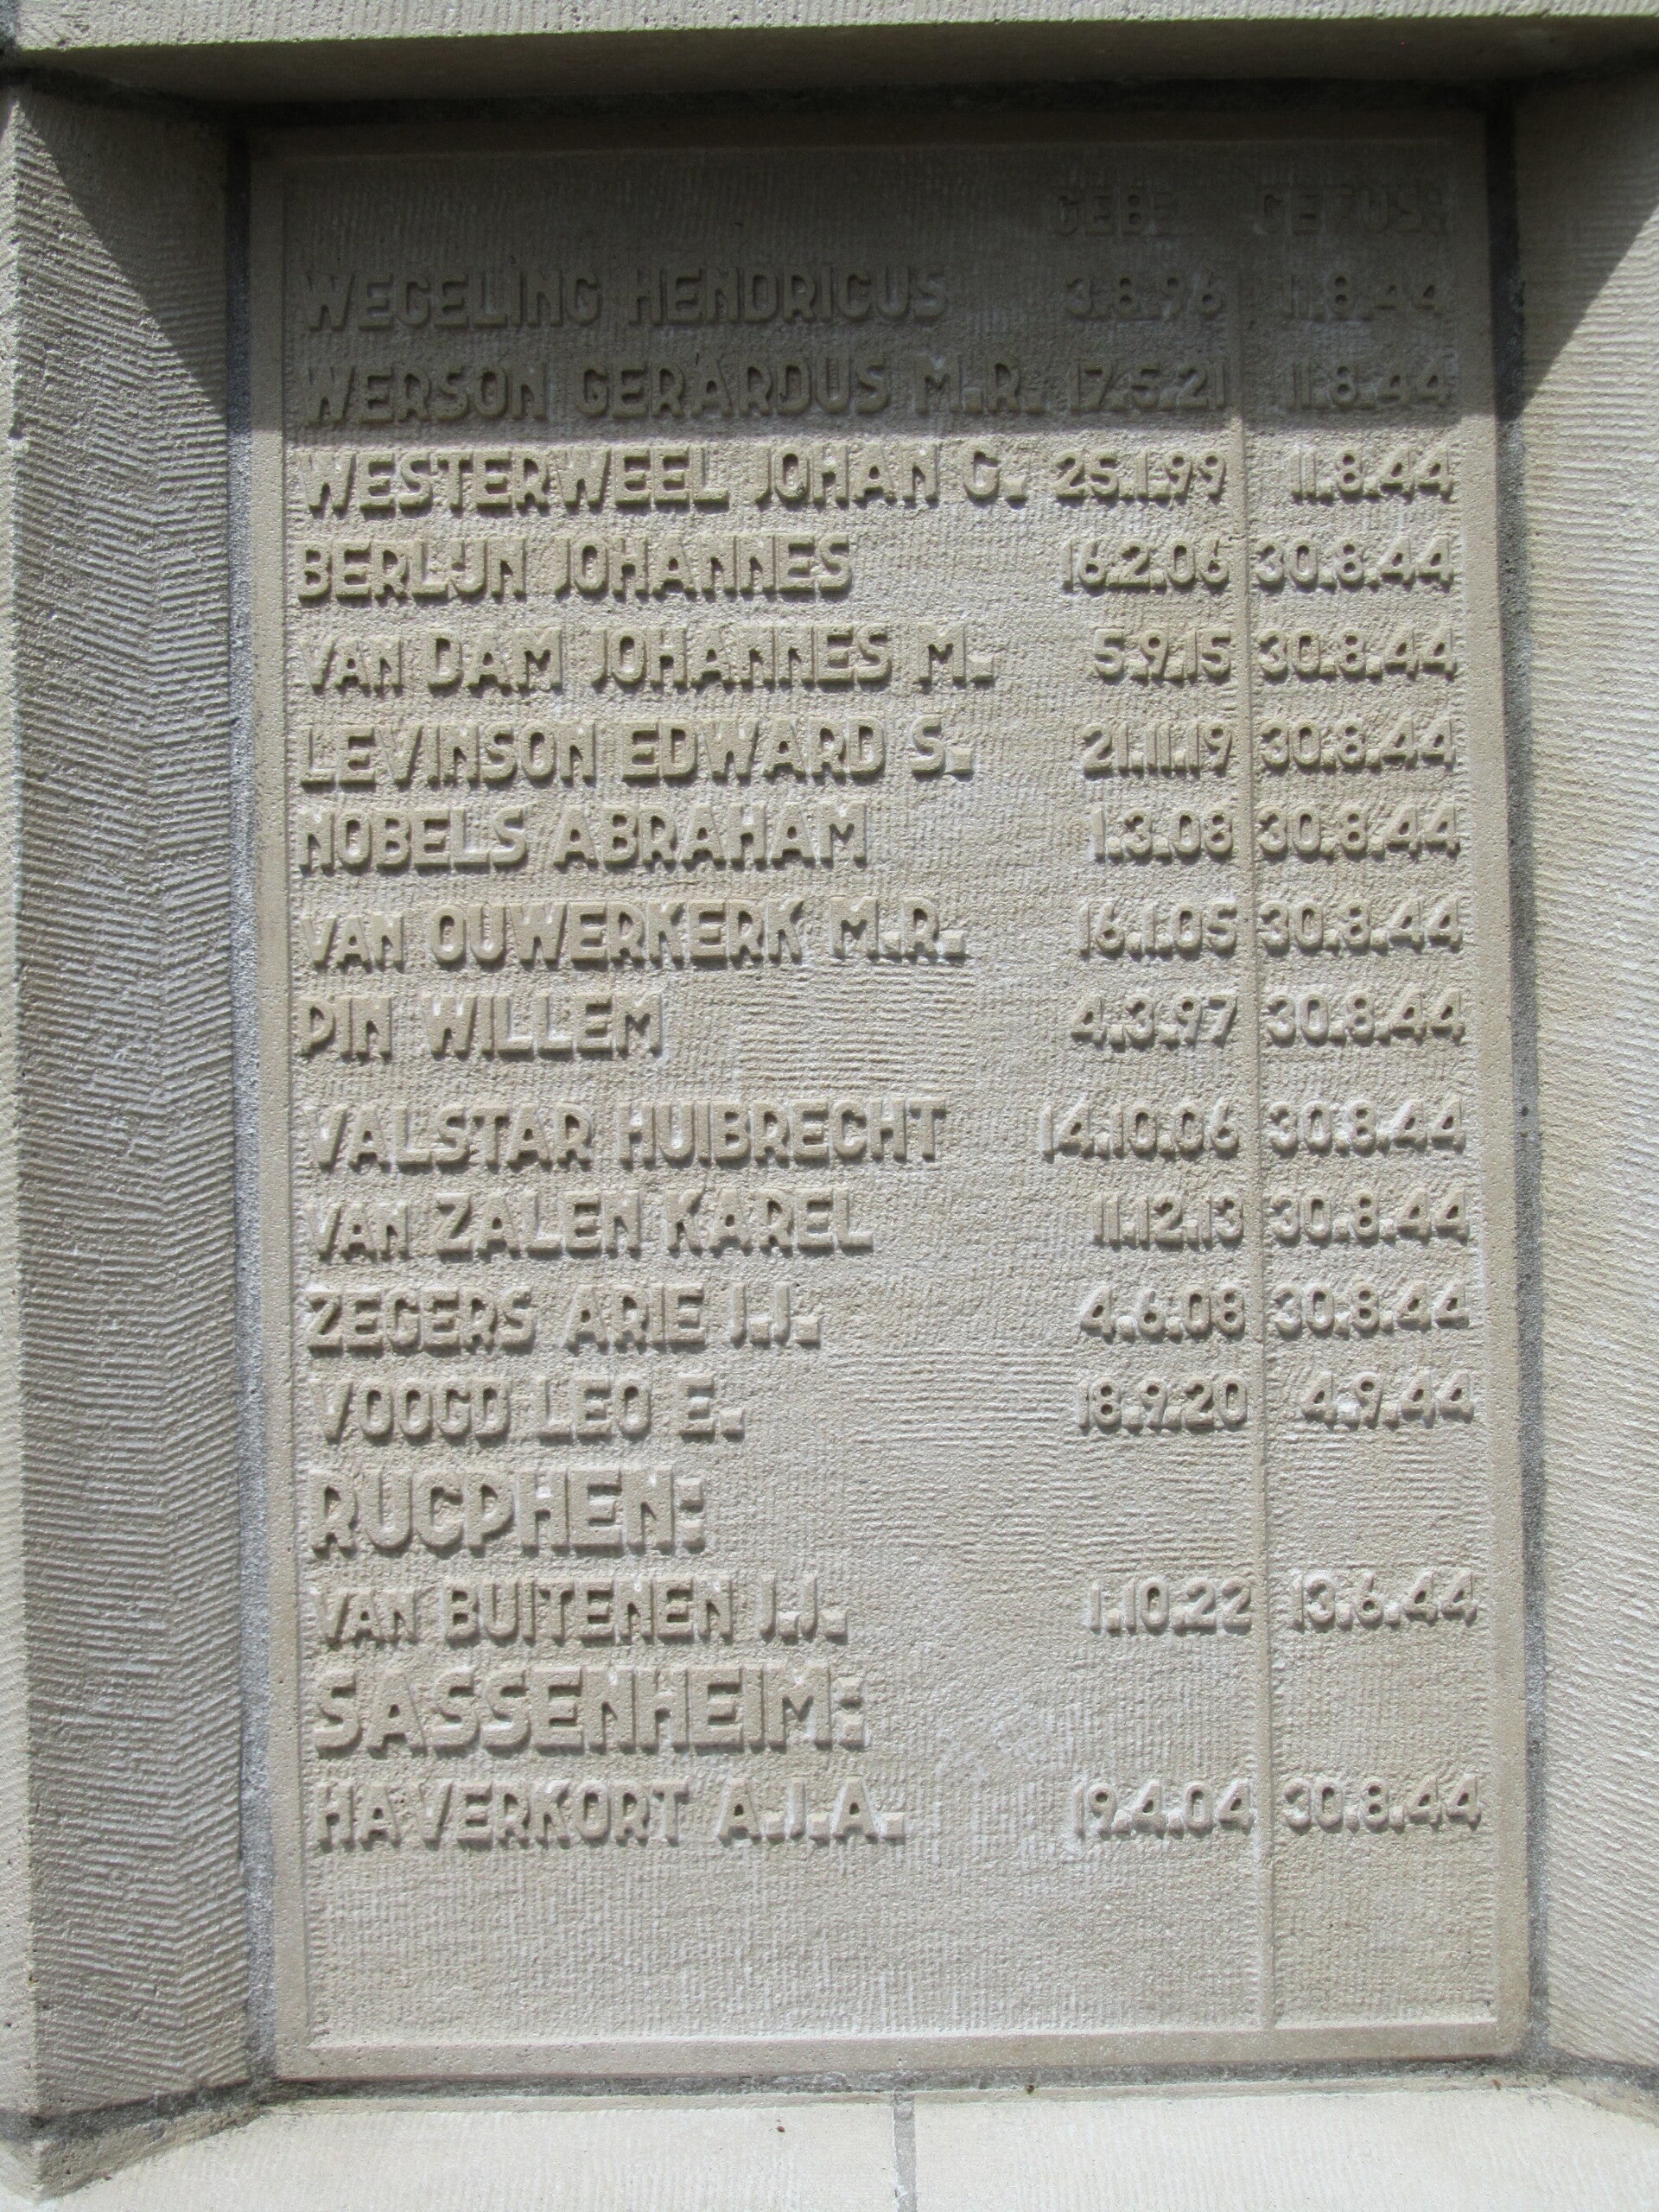 GEB: GEFUS:
WEGELING HENDRICUS 3.8.96 11.8.44
WERSON GERARDUS M.R. 17.5.21 11.8.44
WESTERWEEL JOHAN G. 25.1.99 11.8.44
BERLIJN JOHANNES 16.2.06 30.8.44
VAN DAM JOHANNES M. 5.9.15 30.8.44
LEVINSON EDWARD S. 21.11.19 30.8.44
NOBELS ABRAHAM 1.3.08 30.8.44
VAN OUWERKERK M.R. 16.1.05 30.8.44
PIN WILLEM 4.3.97 30.8.44
VALSTAR HUIBRECHT 14.10.06 30.8.44
VAN ZALEN KAREL 11.12.13 30.8.44
ZEGERS ARIE J.J. 4.6.08 30.8.44
VOOGD LEO E. 18.9.20 4.9.44
RUCPHEN:
VAN BUITENEN J.J. 1.10.22 13.6.44
SASSENHEIM:
HAVERKORT A.J.A. 19.4.04 30.8.44